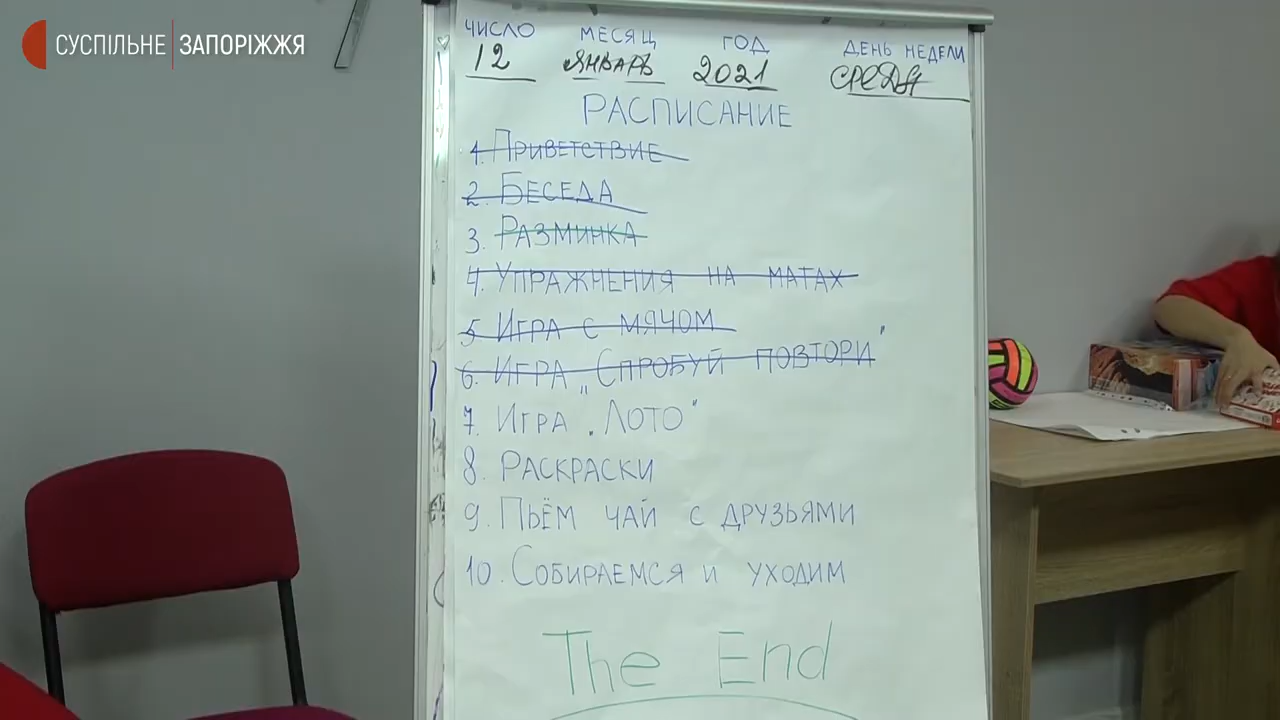 СУСПІЛЬНЕ ЗАПОРІЖЖЯ
ЧИСЛО МЕСЯЦ ГОД ДЕНЬ НЕДЕЛИ
12 ЯНВАРЬ 2021 СРЕДА
РАСПИСАНИЕ
1. ПРИВЕТСТВИЕ
2. БЕСЕДА
3. РАЗМИНКА
4. УПРАЖНЕНИЯ НА МАТАХ
5. ИГРА С МЯЧОМ
6. ИГРА „СПРОБУЙ ПОВТОРИ"
7. ИГРА „ЛОТО"
8. РАСКРАСКИ
9. ПЬЁМ ЧАЙ С ДРУЗЬЯМИ
10. СОБИРАЕМСЯ И УХОДИМ
The End